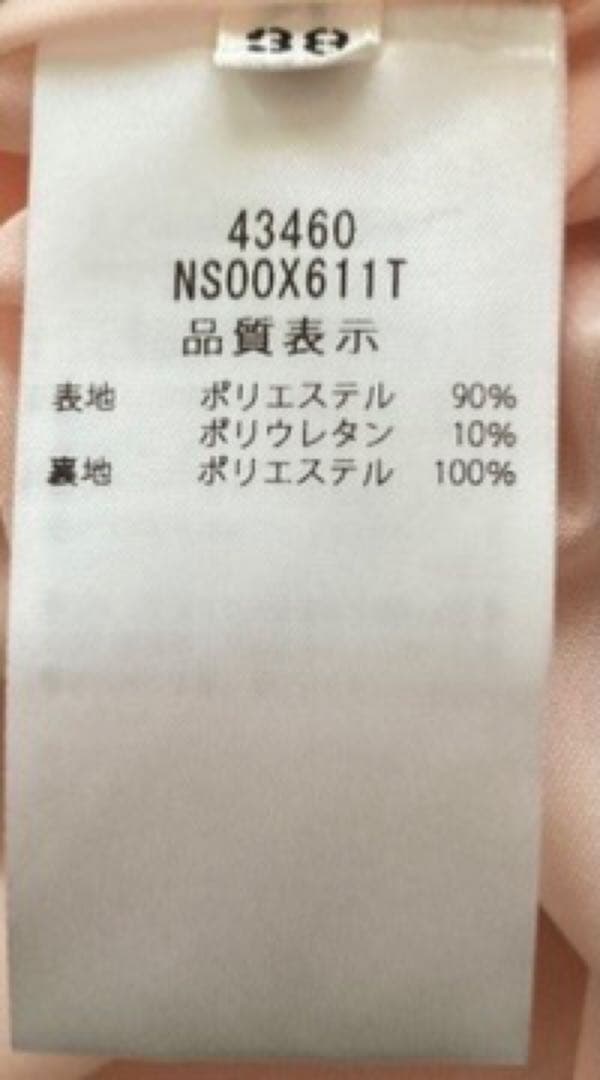 38
43460
NS00X611T
品質表示
表地 ポリエステル 90%
ポリウレタン 10%
裏地 ポリエステル 100%